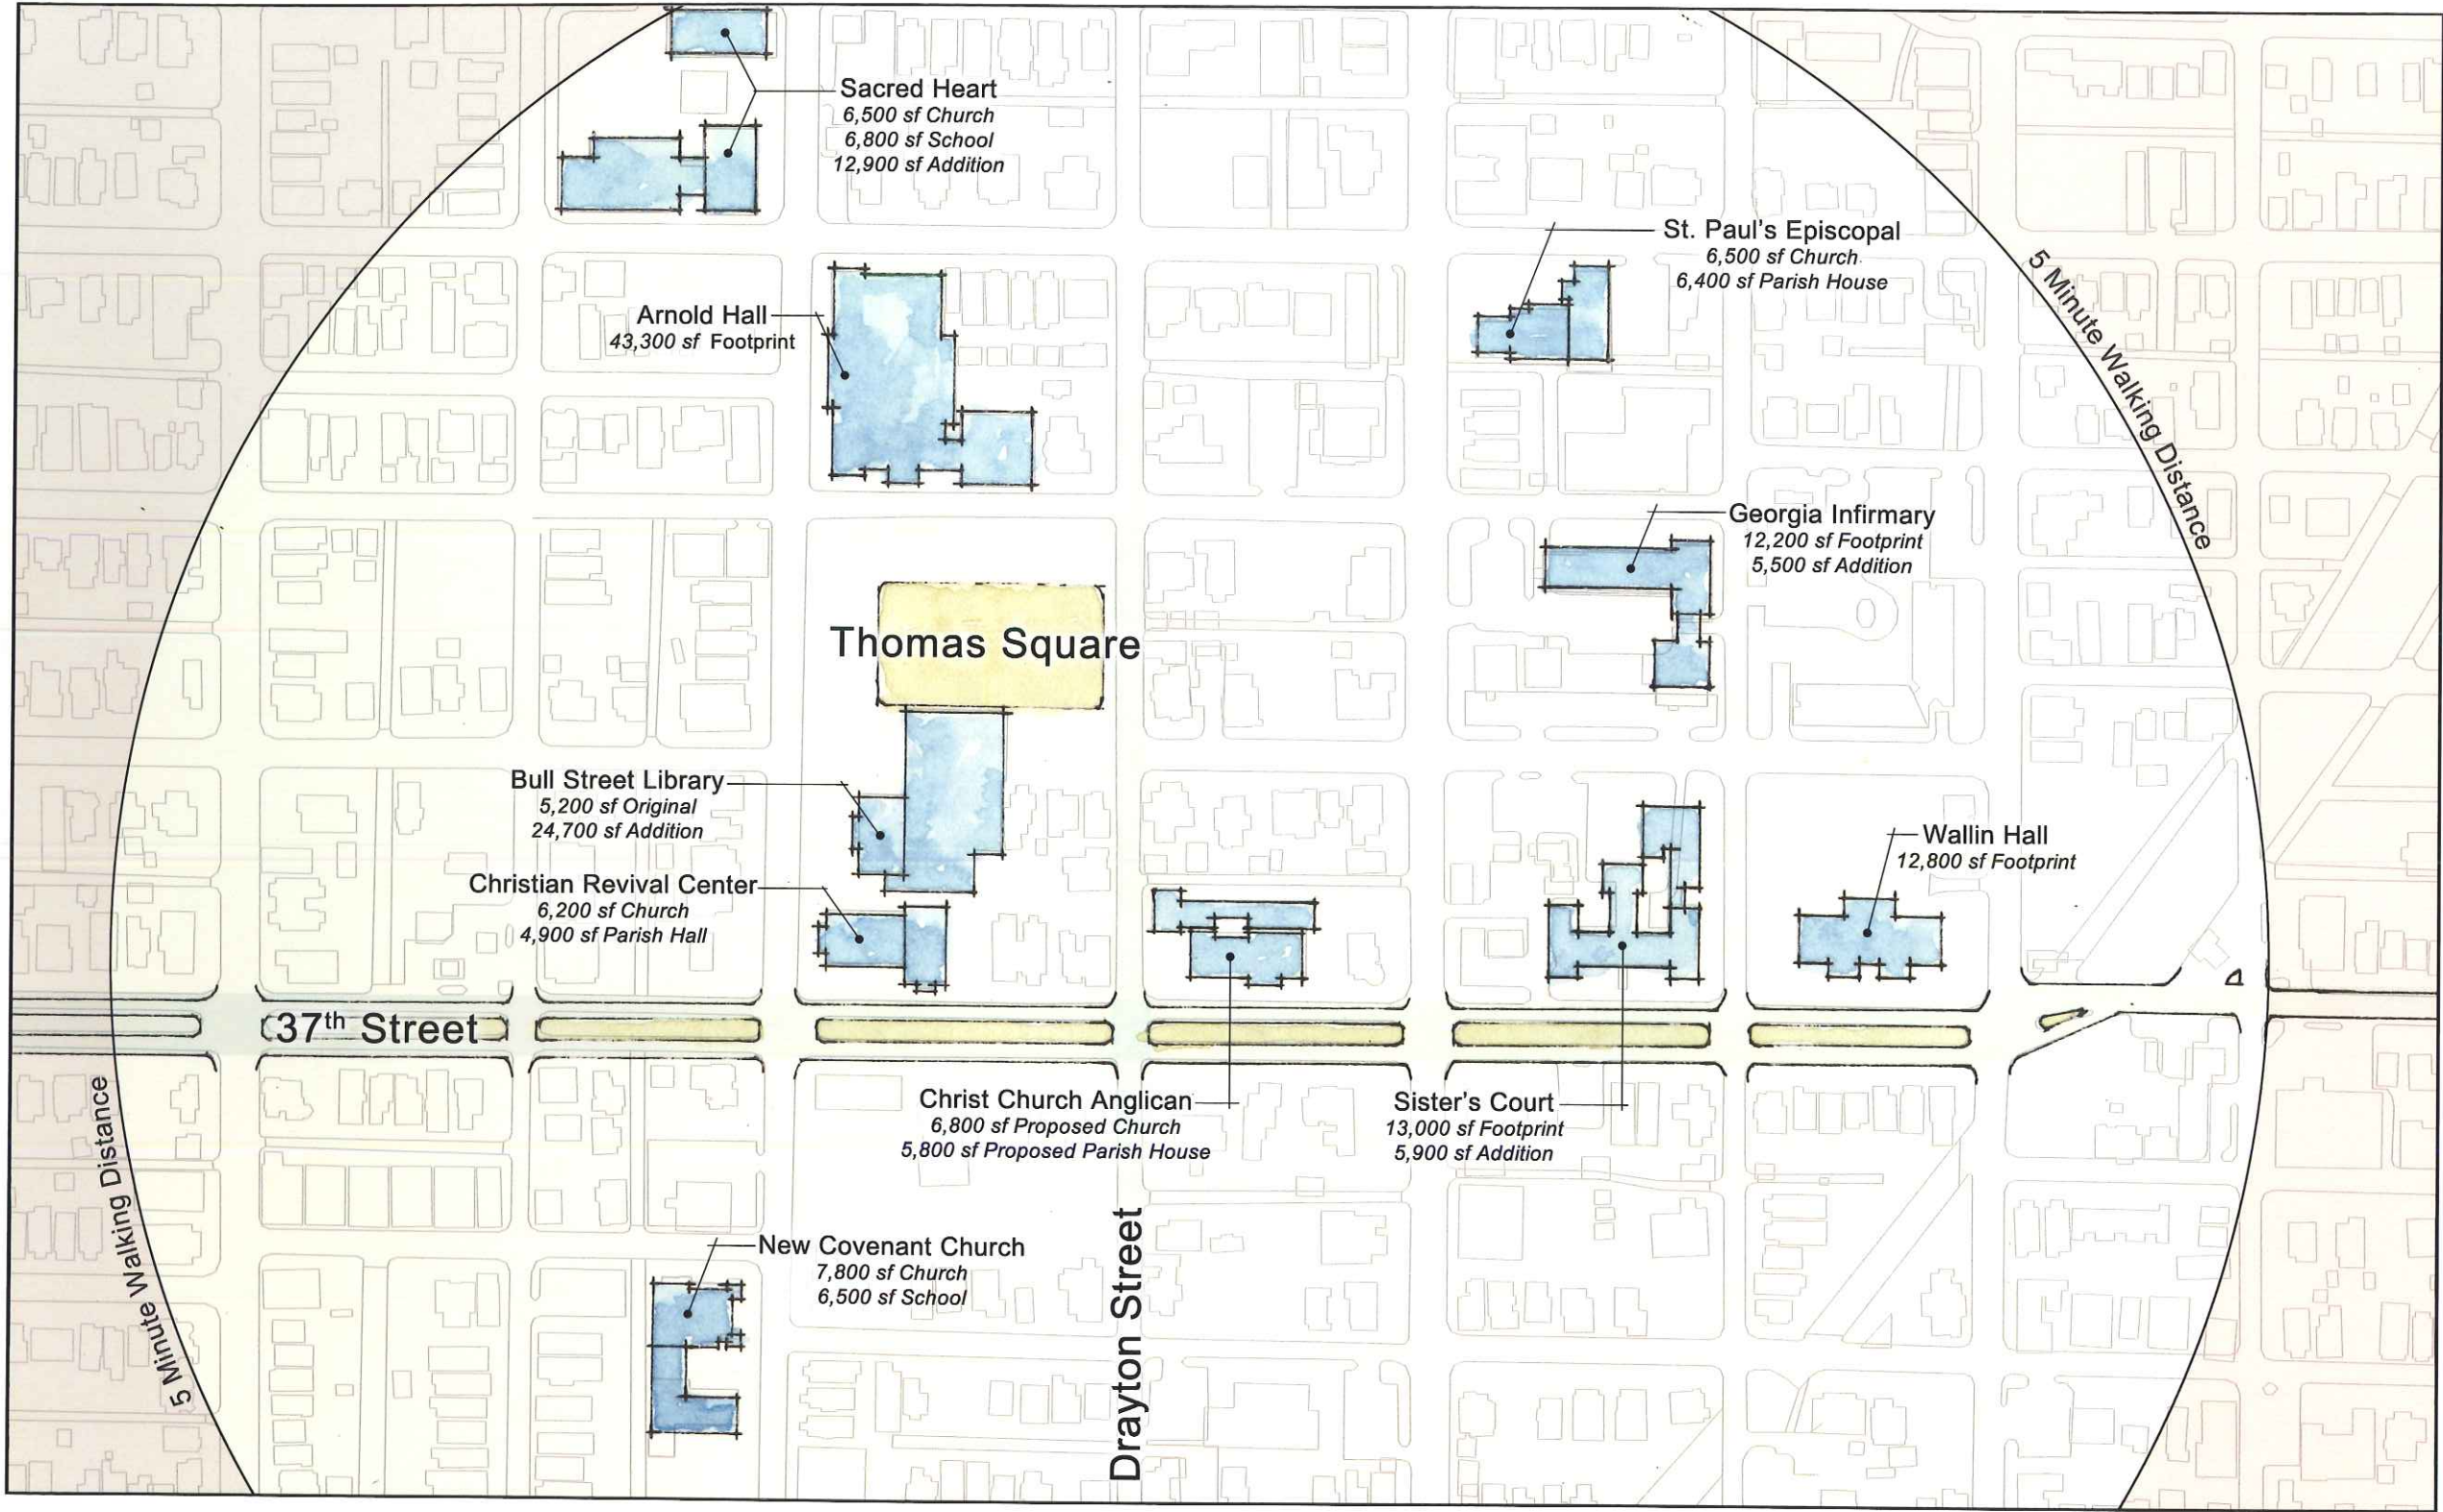 Sacred Heart
6,500 sf Church
6,800 sf School
12,900 sf Addition
St. Paul's Episcopal
6,500 sf Church
6,400 sf Parish House
5 Minute Walking Distance
Arnold Hall
43,300 sf Footprint
Georgia Infirmary
12,200 sf Footprint
5,500 sf Addition
Thomas Square
Bull Street Library
5,200 sf Original
24,700 sf Addition
Wallin Hall
12,800 sf Footprint
Christian Revival Center
6,200 sf Church
4,900 sf Parish Hall
37th Street
Christ Church Anglican
6,800 sf Proposed Church
5,800 sf Proposed Parish House
Sister's Court
13,000 sf Footprint
5,900 sf Addition
5 Minute Walking Distance
New Covenant Church
7,800 sf Church
6,500 sf School
Drayton Street